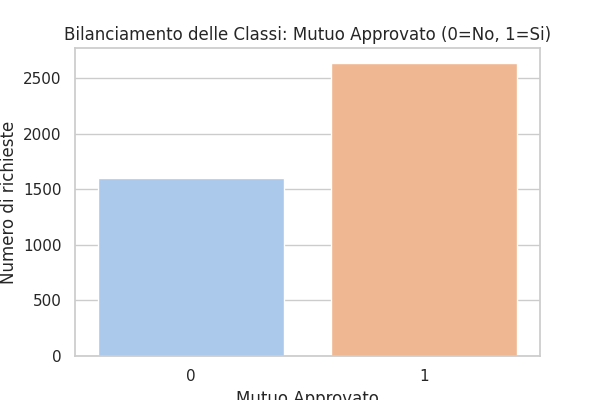 Bilanciamento delle Classi: Mutuo Approvato (0=No, 1=Si)
Numero di richieste
2500
2000
1500
1000
500
0
0
1
Mutuo Approvato